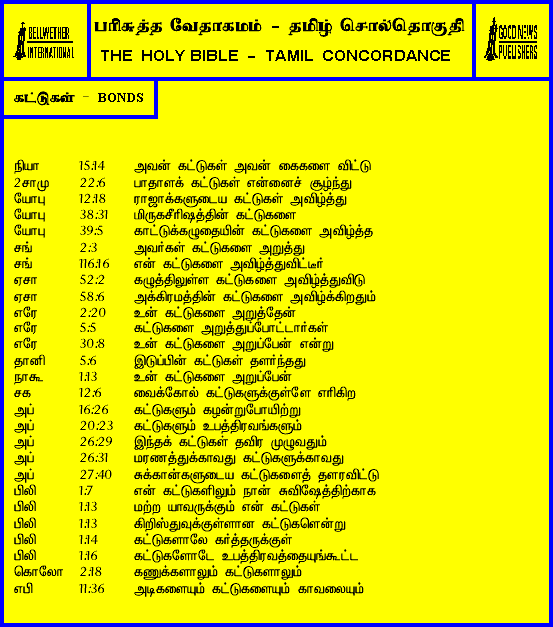 BELLWETHER
INTERNATIONAL
பரிசுத்த வேதாகமம் - தமிழ் சொல்தொகுதி
THE HOLY BIBLE - TAMIL CONCORDANCE
GOOD NEWS
PUBLISHERS
கட்டுகள் - BONDS
நியா 15:14 அவன் கட்டுகள் அவன் கைகளை விட்டு
2சாமு 22:6 பாதாளக் கட்டுகள் என்னைச் சூழ்ந்து
யோபு 12:18 ராஜாக்களுடைய கட்டுகள் அவிழ்த்து
யோபு 38:31 மிருகசீரிஷத்தின் கட்டுகளை
யோபு 39:5 காட்டுக்கழுதையின் கட்டுகளை அவிழ்த்த
சங் 2:3 அவர்கள் கட்டுகளை அறுத்து
சங் 116:16 என் கட்டுகளை அவிழ்த்துவிட்டீர்
ஏசா 52:2 கழுத்திலுள்ள கட்டுகளை அவிழ்த்துவிடு
ஏசா 58:6 அக்கிரமத்தின் கட்டுகளை அவிழ்க்கிறதும்
எரே 2:20 உன் கட்டுகளை அறுத்தேன்
எரே 5:5 கட்டுகளை அறுத்துப்போட்டார்கள்
எரே 30:8 உன் கட்டுகளை அறுப்பேன் என்று
தானி 5:6 இடுப்பின் கட்டுகள் தளர்ந்தது
நாகூ 1:13 உன் கட்டுகளை அறுப்பேன்
சக 12:6 வைக்கோல் கட்டுகளுக்குள்ளே எரிகிற
அப் 16:26 கட்டுகளும் கழன்றுபோயிற்று
அப் 20:23 கட்டுகளும் உபத்திரவங்களும்
அப் 26:29 இந்தக் கட்டுகள் தவிர முழுவதும்
அப் 26:31 மரணத்துக்காவது கட்டுகளுக்காவது
அப் 27:40 சுக்கான்களுடைய கட்டுகளைத் தளரவிட்டு
பிலி 1:7 என் கட்டுகளிலும் நான் சுவிஷேத்திற்காக
பிலி 1:13 மற்ற யாவருக்கும் என் கட்டுகள்
பிலி 1:13 கிறிஸ்துவுக்குள்ளான கட்டுகளென்று
பிலி 1:14 கட்டுகளாலே கர்த்தருக்குள்
பிலி 1:16 கட்டுகளோடே உபத்திரவத்தையுங்கூட்ட
கொலோ 2:18 கணுக்களாலும் கட்டுகளாலும்
எபி 11:36 அடிகளையும் கட்டுகளையும் காவலையும்